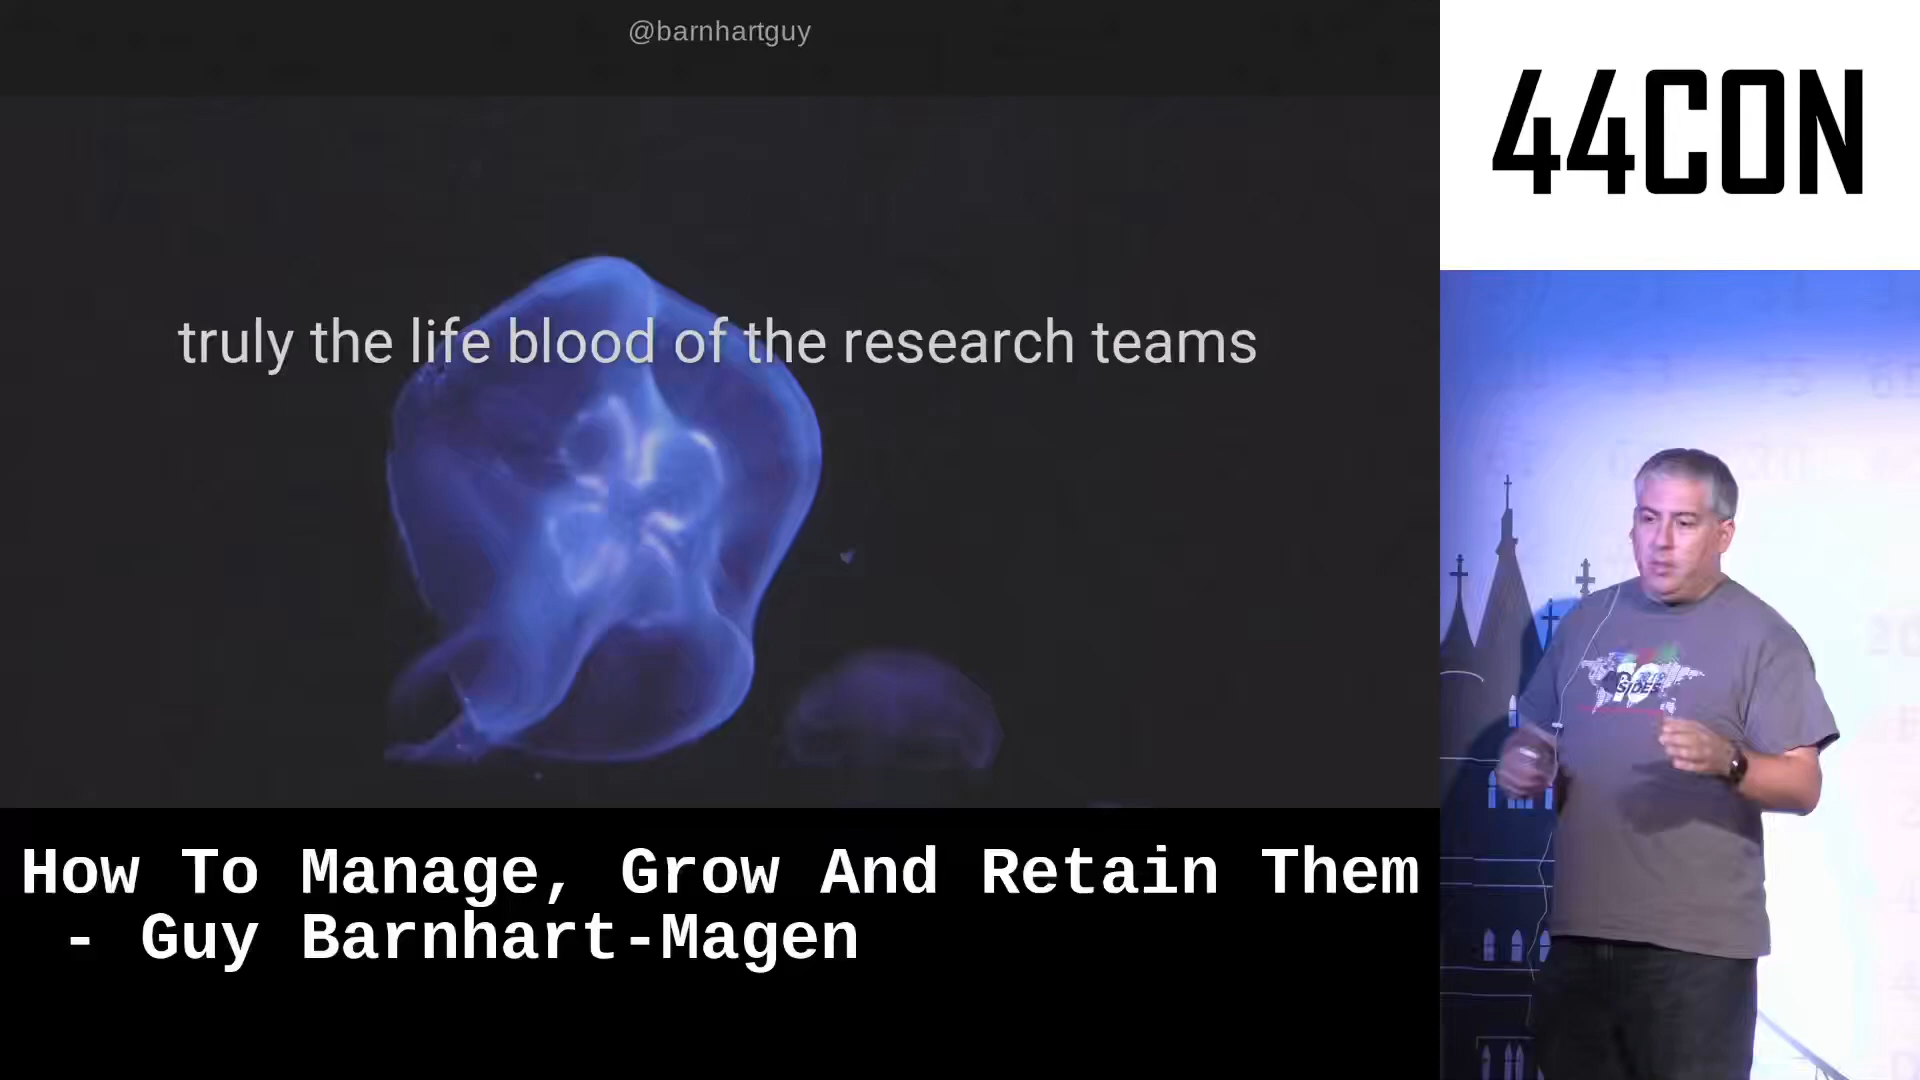 @barnhartguy
truly the life blood of the research teams
44CON
SIDES
How To Manage, Grow And Retain Them
- Guy Barnhart-Magen